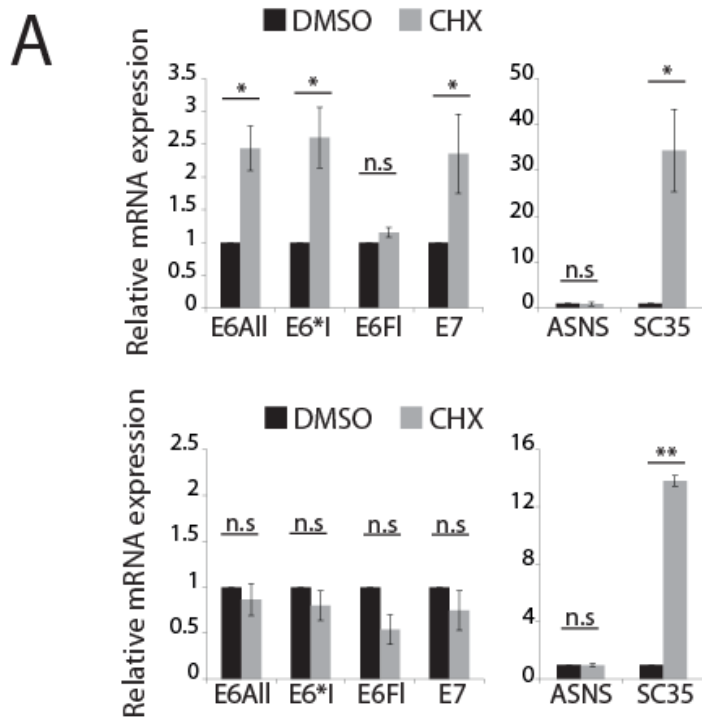 A
DMSO CHX
Relative mRNA expression
3.5
3
2.5
2
1.5
1
0.5
0
* * n.s *
E6All E6*I E6Fl E7
50
40
30
20
10
0
n.s *
ASNS SC35
DMSO CHX
Relative mRNA expression
2.5
2
1.5
1
0.5
0
n.s n.s n.s n.s
E6All E6*I E6Fl E7
16
12
8
4
0
n.s **
ASNS SC35